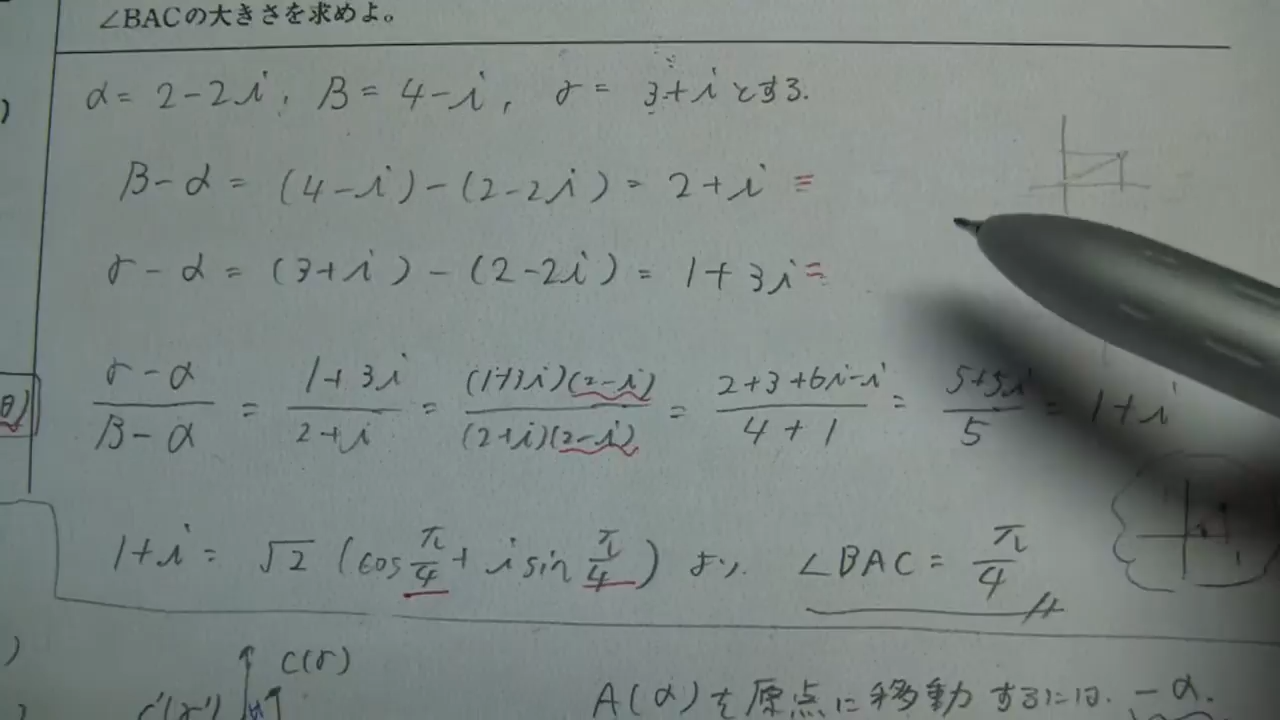 ∠BACの大きさを求めよ。
α = 2-2i, β = 4-i, γ = 3+i とする.
β-α = (4-i)-(2-2i) = 2+i
γ-α = (3+i)-(2-2i) = 1+3i
(γ-α)/(β-α) = (1+3i)/(2+i) = (1+3i)(2-i)/(2+i)(2-i) = (2+3+6i-i)/(4+1) = (5+5i)/5 = 1+i
1+i = √2 (cos π/4 + i sin π/4) より. ∠BAC = π/4
C(γ)
C'(γ') A(α)を原点に移動するには. -α.